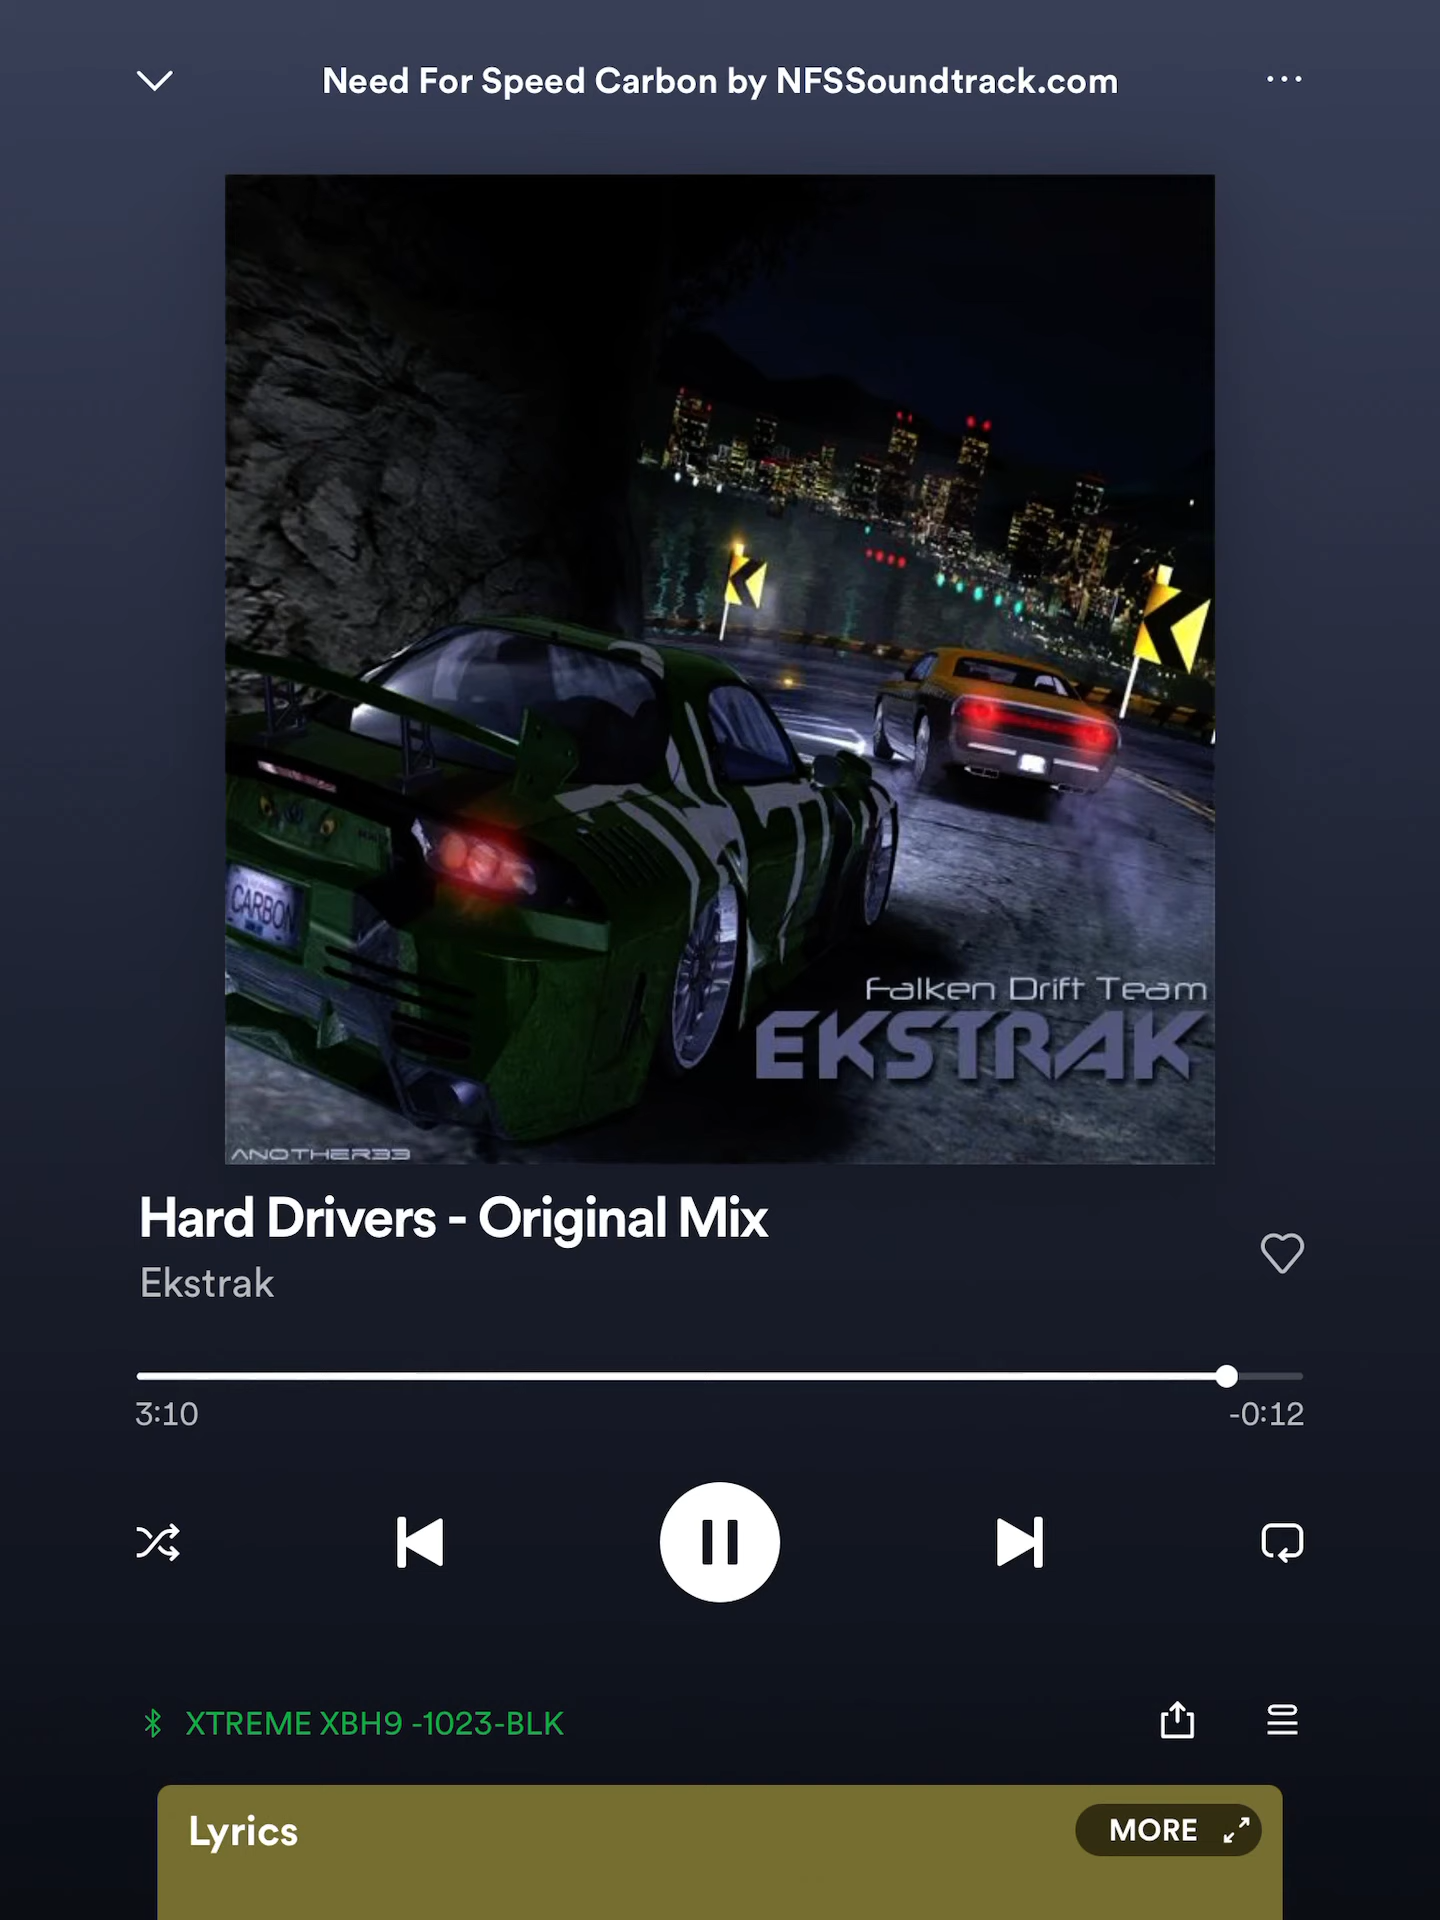 Need For Speed Carbon by NFSSoundtrack.com
CARBON
Falken Drift Team
EKSTRAK
ANOTHER33
Hard Drivers - Original Mix
Ekstrak
3:10
-0:12
XTREME XBH9 -1023-BLK
Lyrics
MORE